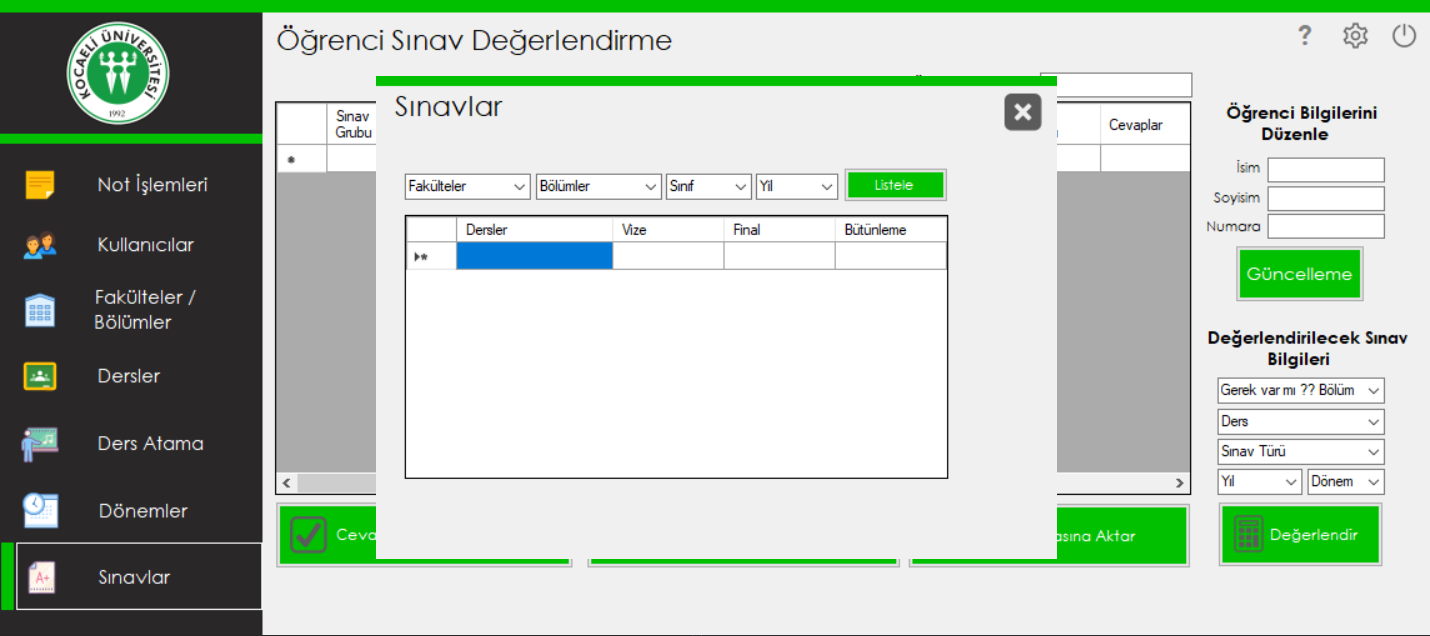 KOCAELİ ÜNİVERSİTESİ
1992
Not İşlemleri
Kullanıcılar
Fakülteler /
Bölümler
Dersler
Ders Atama
Dönemler
A+
Sınavlar
Öğrenci Sınav Değerlendirme
?
Sınav
Grubu
Cevaplar
Sınavlar
Fakülteler
Bölümler
Sınıf
Yıl
Listele
Dersler
Vize
Final
Bütünleme
Ceva
asına Aktar
Öğrenci Bilgilerini
Düzenle
İsim
Soyisim
Numara
Güncelleme
Değerlendirilecek Sınav
Bilgileri
Gerek var mı ?? Bölüm
Ders
Sınav Türü
Yıl
Dönem
Değerlendir